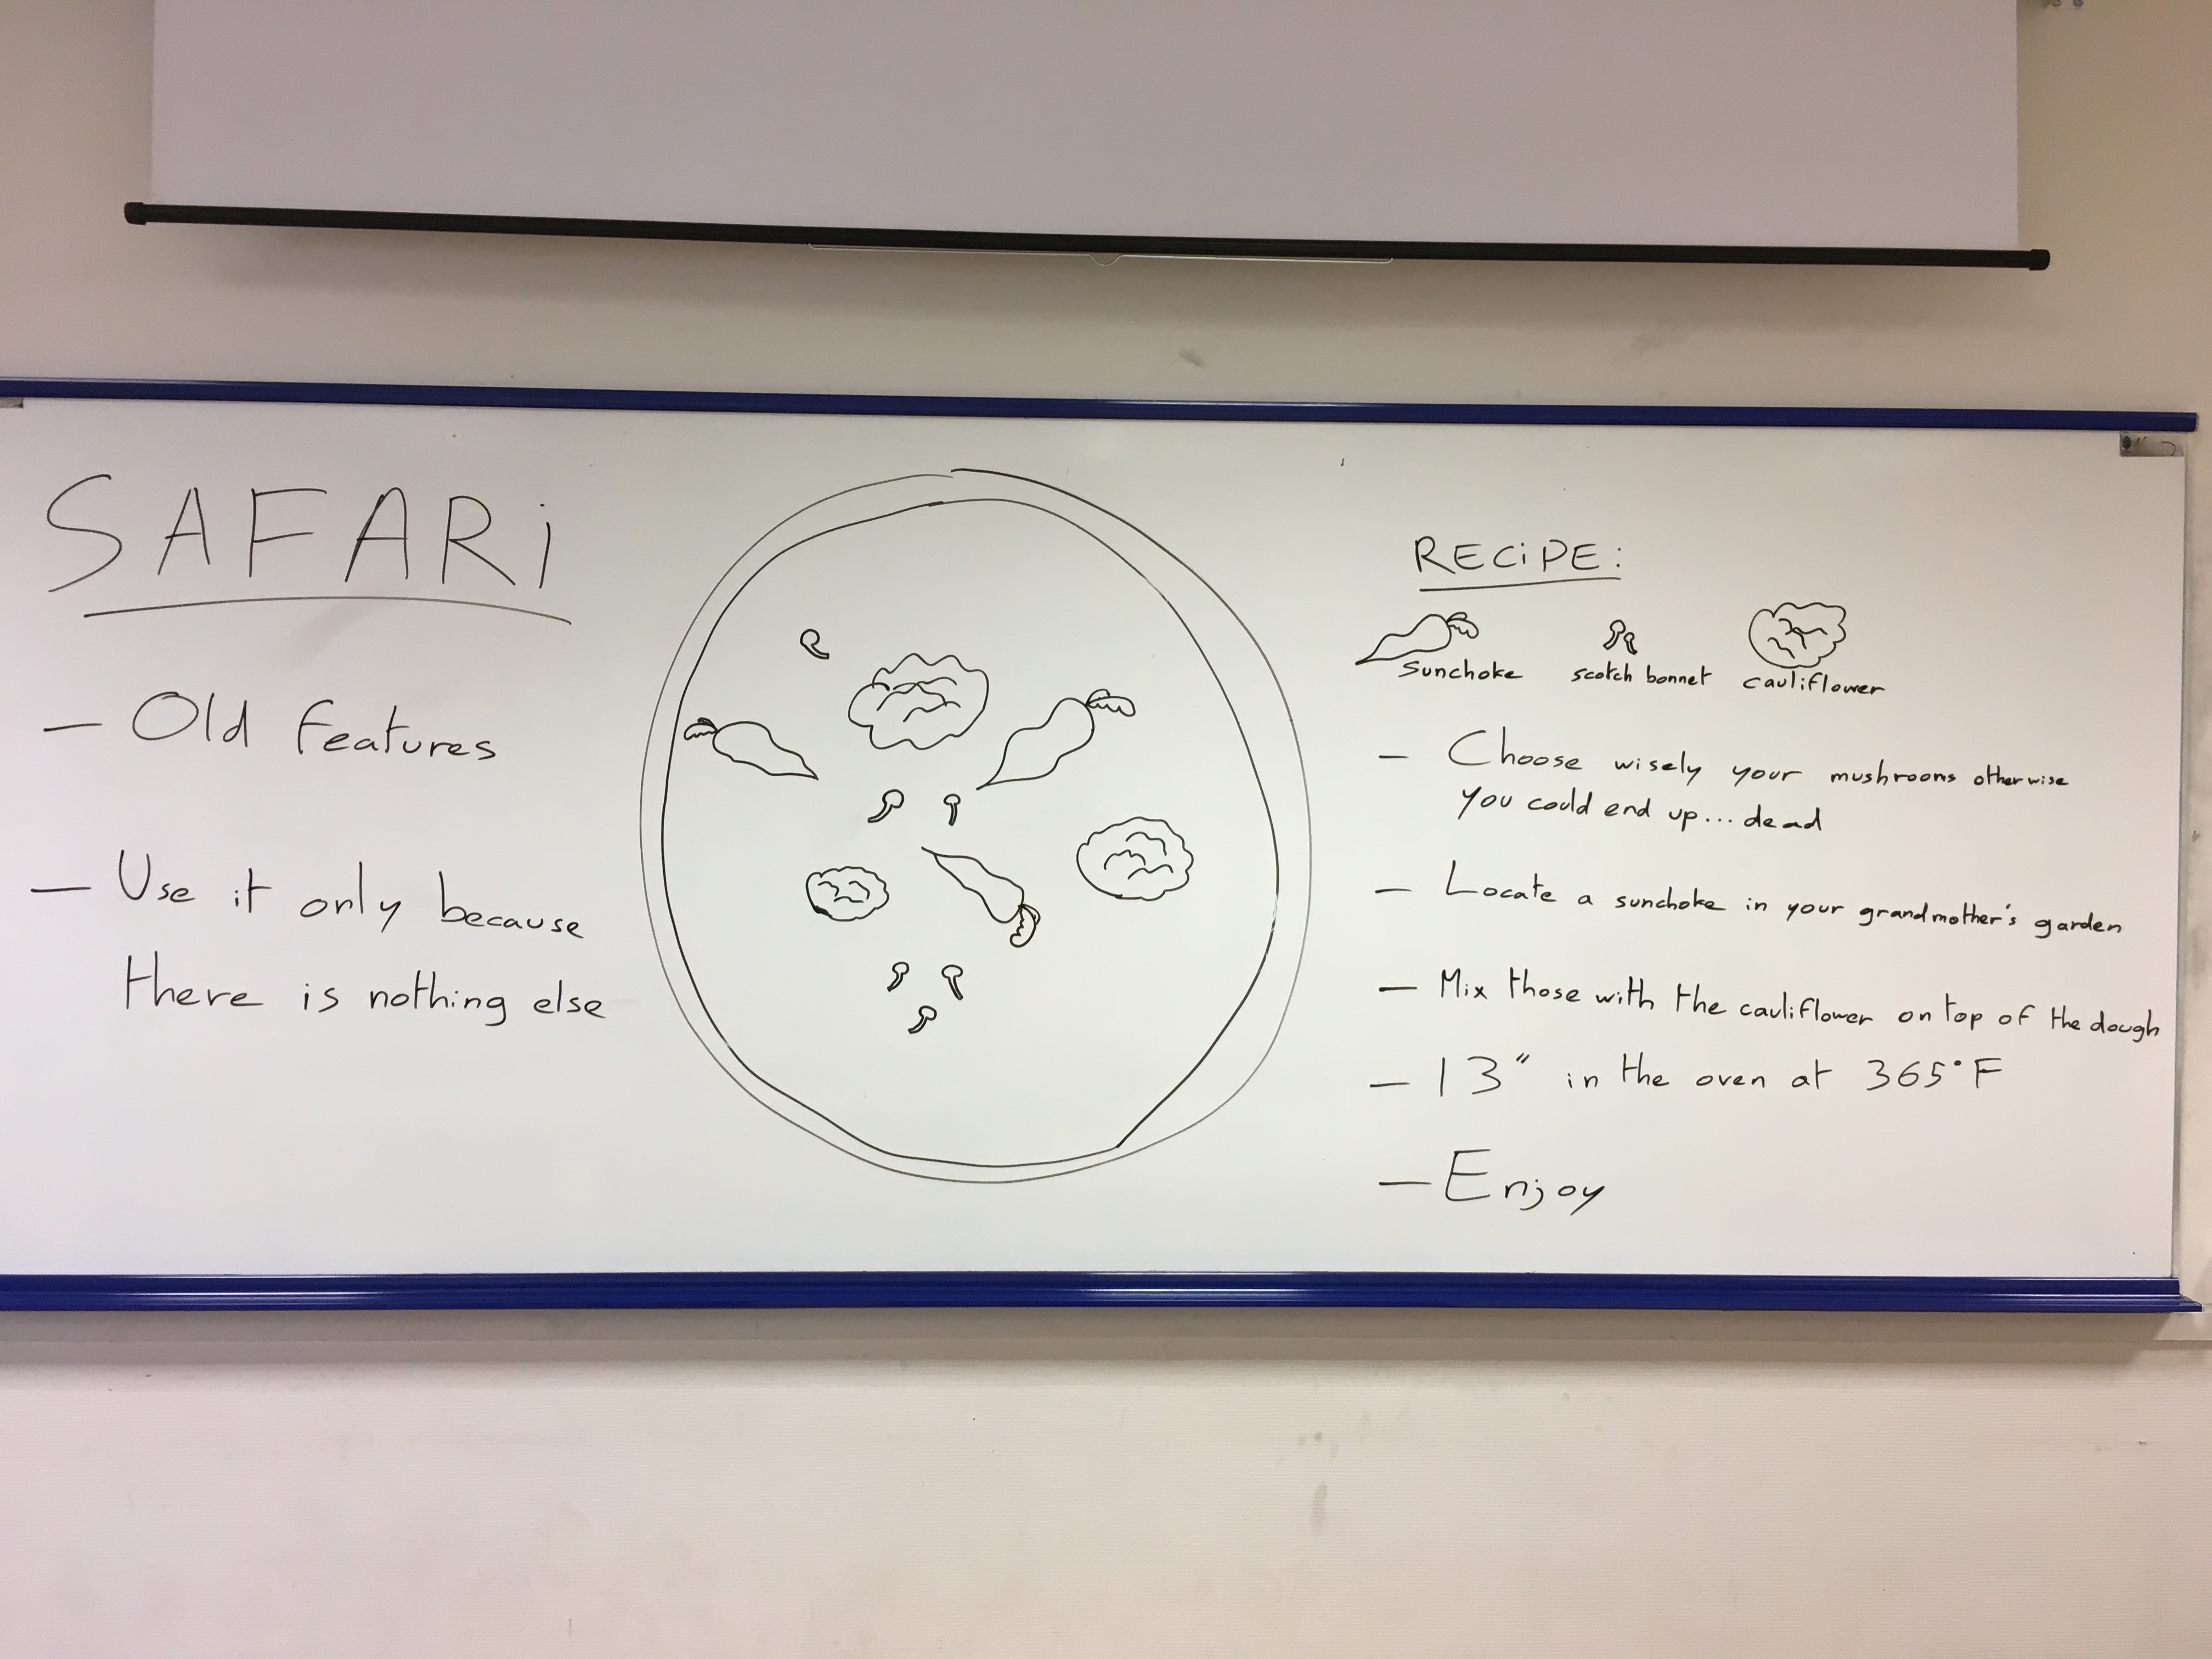 SAFARi
- Old features
- Use it only because
there is nothing else
RECiPE:
sunchoke scotch bonnet cauliflower
- Choose wisely your mushrooms otherwise
you could end up... dead
- Locate a sunchoke in your grandmother's garden
- Mix those with the cauliflower on top of the dough
- 13" in the oven at 365°F
- Enjoy